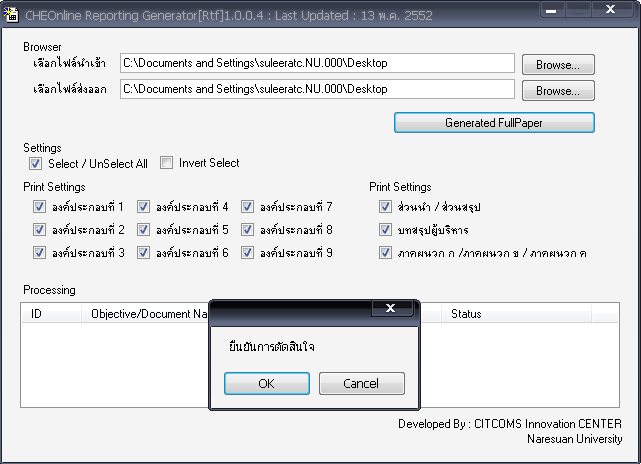 CHEOnline Reporting Generator[Rtf]1.0.0.4 : Last Updated : 13 พ.ค. 2552
Browser
เลือกไฟล์นำเข้า C:\Documents and Settings\suleeratc.NU.000\Desktop Browse...
เลือกไฟล์ส่งออก C:\Documents and Settings\suleeratc.NU.000\Desktop Browse...
Generated FullPaper
Settings
Select / UnSelect All Invert Select
Print Settings Print Settings
องค์ประกอบที่ 1 องค์ประกอบที่ 4 องค์ประกอบที่ 7 ส่วนนำ / ส่วนสรุป
องค์ประกอบที่ 2 องค์ประกอบที่ 5 องค์ประกอบที่ 8 บทสรุปผู้บริหาร
องค์ประกอบที่ 3 องค์ประกอบที่ 6 องค์ประกอบที่ 9 ภาคผนวก ก /ภาคผนวก ข / ภาคผนวก ค
Processing
ID Objective/Document Na Status
ยืนยันการตัดสินใจ
OK Cancel
Developed By : CITCOMS Innovation CENTER
Naresuan University